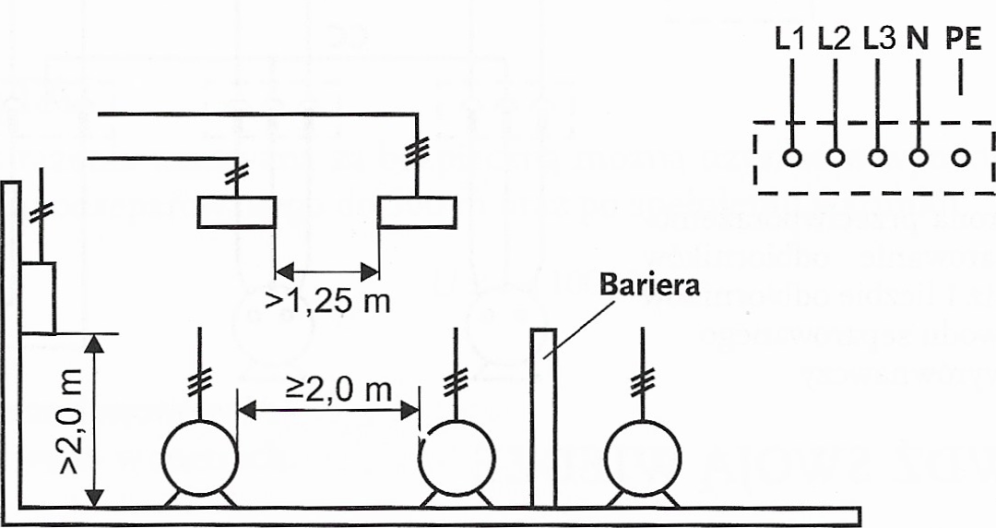 L1 L2 L3 N PE
>1,25 m
Bariera
≥2,0 m
>2,0 m